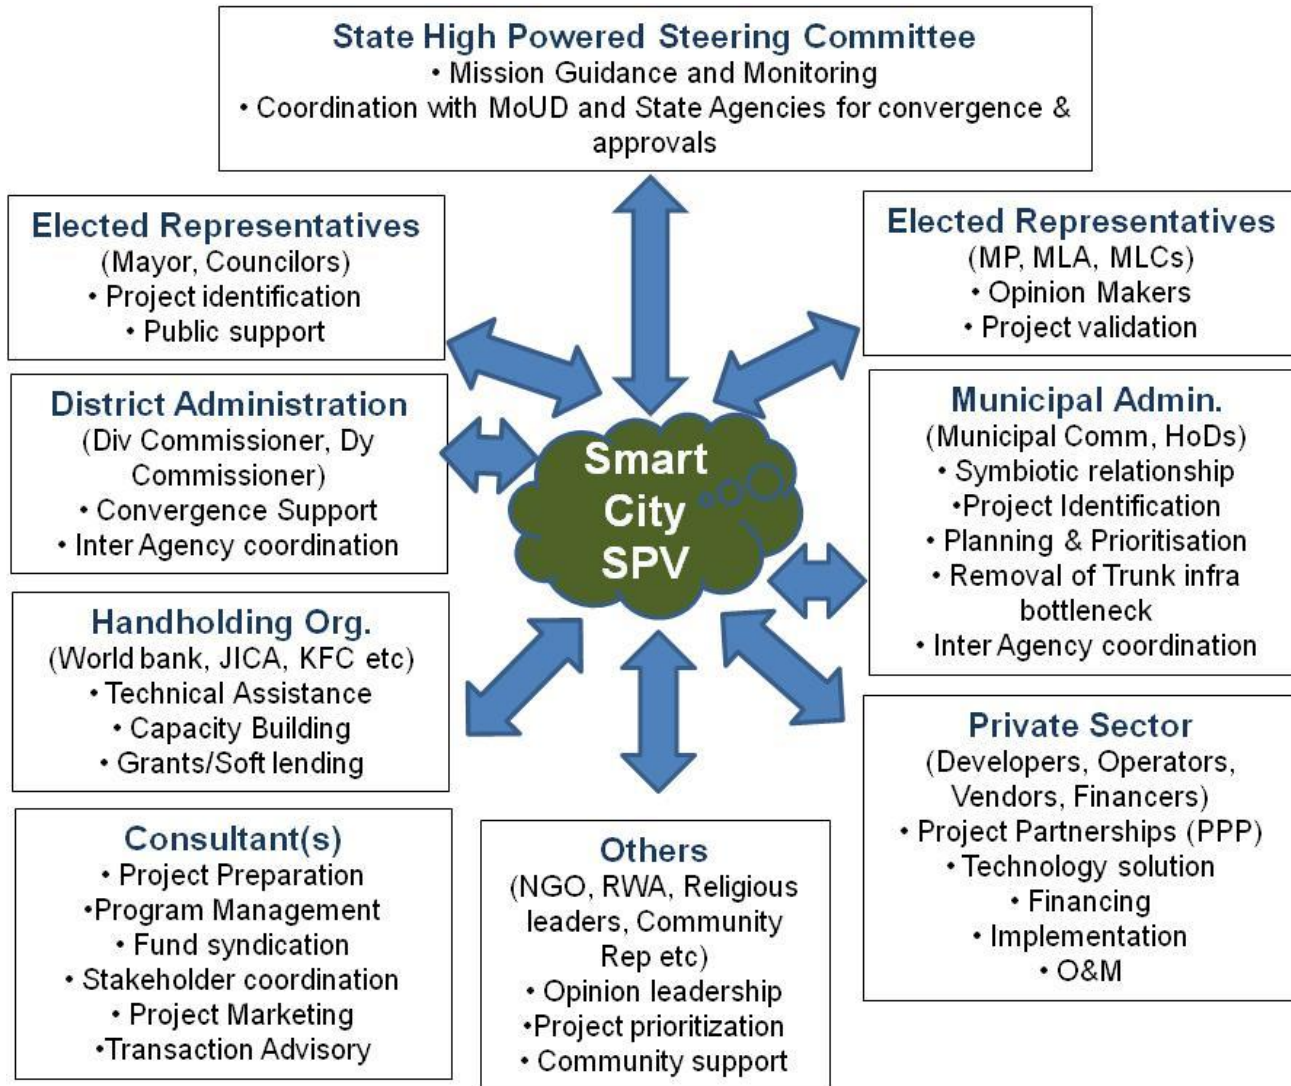 State High Powered Steering Committee
• Mission Guidance and Monitoring
• Coordination with MoUD and State Agencies for convergence &
approvals
Elected Representatives
(Mayor, Councilors)
• Project identification
• Public support
Elected Representatives
(MP, MLA, MLCs)
• Opinion Makers
• Project validation
District Administration
(Div Commissioner, Dy
Commissioner)
• Convergence Support
• Inter Agency coordination
Smart
City
SPV
Municipal Admin.
(Municipal Comm, HoDs)
• Symbiotic relationship
•Project Identification
• Planning & Prioritisation
• Removal of Trunk infra
bottleneck
• Inter Agency coordination
Handholding Org.
(World bank, JICA, KFC etc)
• Technical Assistance
• Capacity Building
• Grants/Soft lending
Private Sector
(Developers, Operators,
Vendors, Financers)
• Project Partnerships (PPP)
•Technology solution
• Financing
• Implementation
• O&M
Consultant(s)
• Project Preparation
•Program Management
• Fund syndication
• Stakeholder coordination
• Project Marketing
•Transaction Advisory
Others
(NGO, RWA, Religious
leaders, Community
Rep etc)
• Opinion leadership
•Project prioritization
• Community support